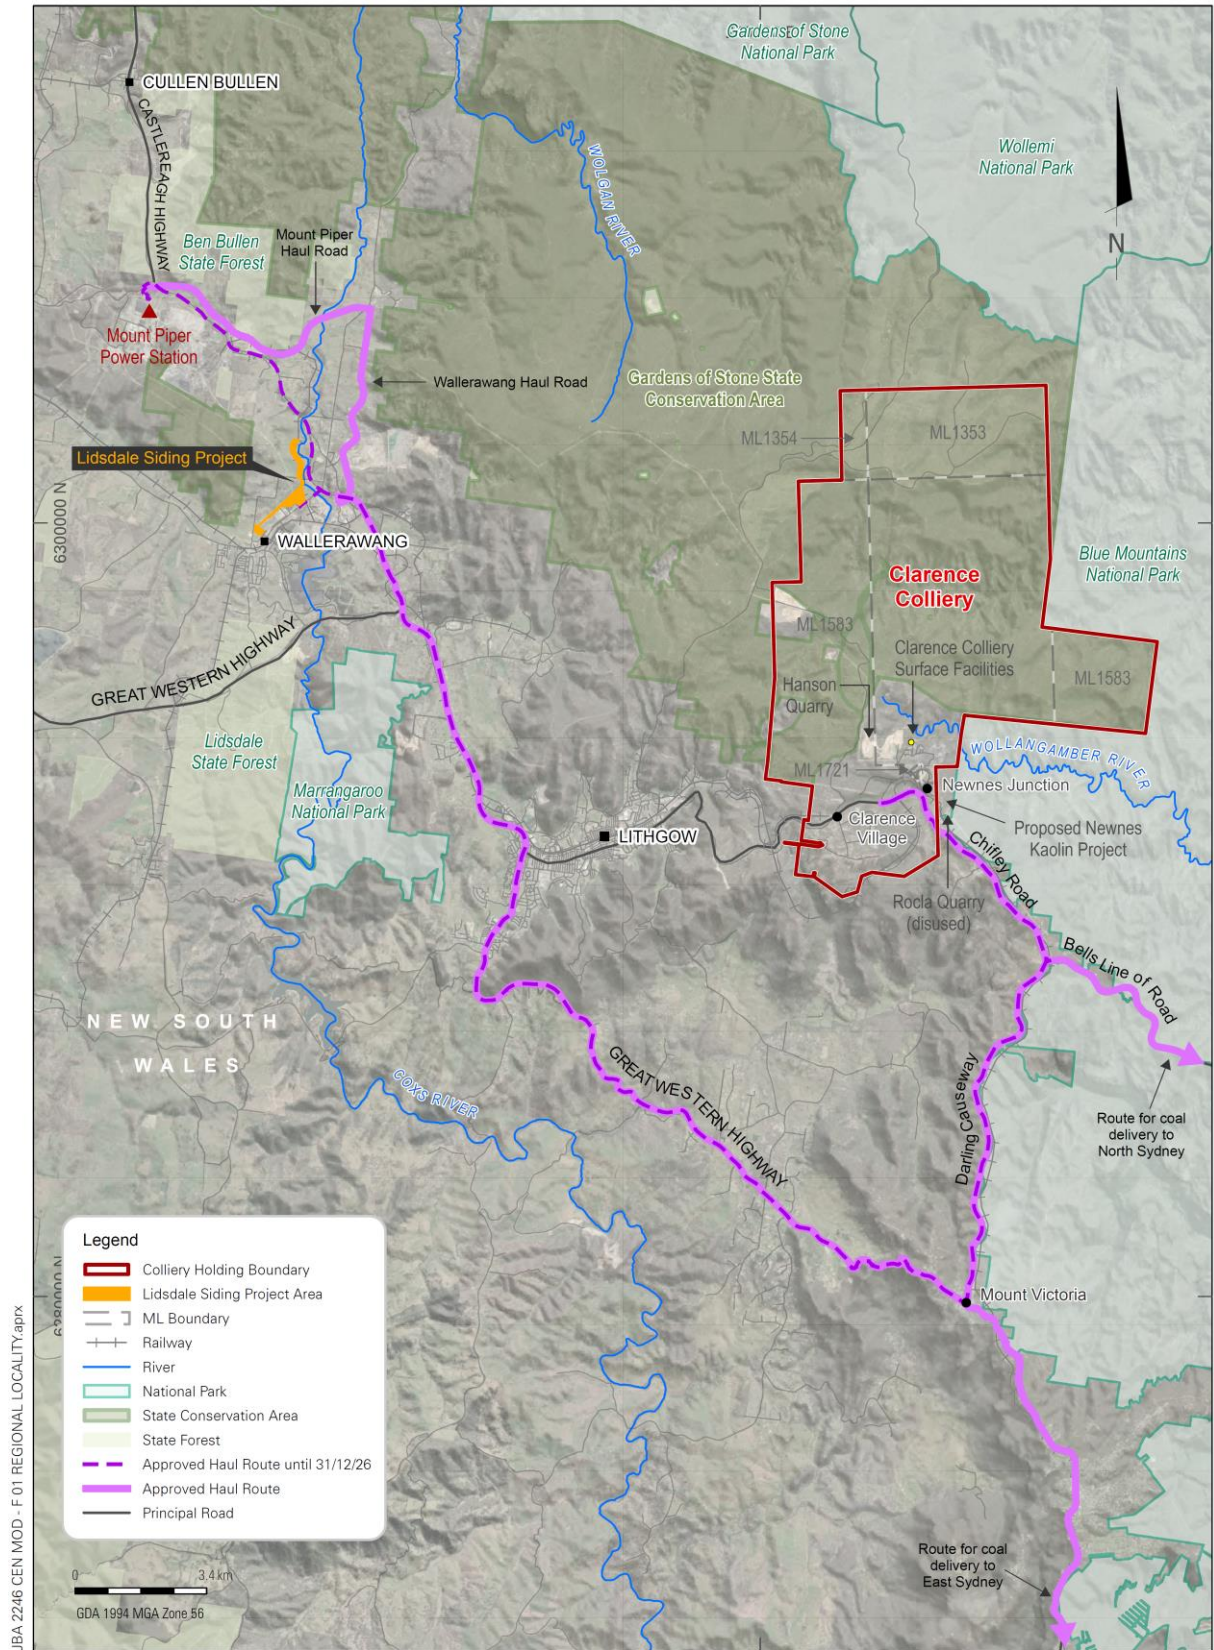 Gardens of Stone
National Park
CULLEN BULLEN
CASTLEREAGH HIGHWAY
WOLGAN RIVER
Wollemi
National Park
N
Ben Bullen
State Forest
Mount Piper
Haul Road
Mount Piper
Power Station
Wallerawang Haul Road
Gardens of Stone State
Conservation Area
ML1354
ML1353
Lidsdale Siding Project
6300000 N
WALLERAWANG
Blue Mountains
National Park
Clarence
Colliery
ML1583
Clarence Colliery
Surface Facilities
GREAT WESTERN HIGHWAY
Hanson
Quarry
ML1583
Lidsdale
State Forest
WOLLANGAMBER RIVER
Marrangaroo
National Park
ML1721
Newnes Junction
LITHGOW
Clarence
Village
Proposed Newnes
Kaolin Project
Chiffley Road
Rocla Quarry
(disused)
Bells Line of Road
NEW SOUTH
WALES
COXS RIVER
GREAT WESTERN HIGHWAY
Darling Causeway
Route for coal
delivery to
North Sydney
6280000 N
Mount Victoria
Legend
Colliery Holding Boundary
Lidsdale Siding Project Area
ML Boundary
Railway
River
National Park
State Conservation Area
State Forest
Approved Haul Route until 31/12/26
Approved Haul Route
Principal Road
Route for coal
delivery to
East Sydney
0 3.4 km
GDA 1994 MGA Zone 56
JBA 2246 CEN MOD - F 01 REGIONAL LOCALITY.aprx